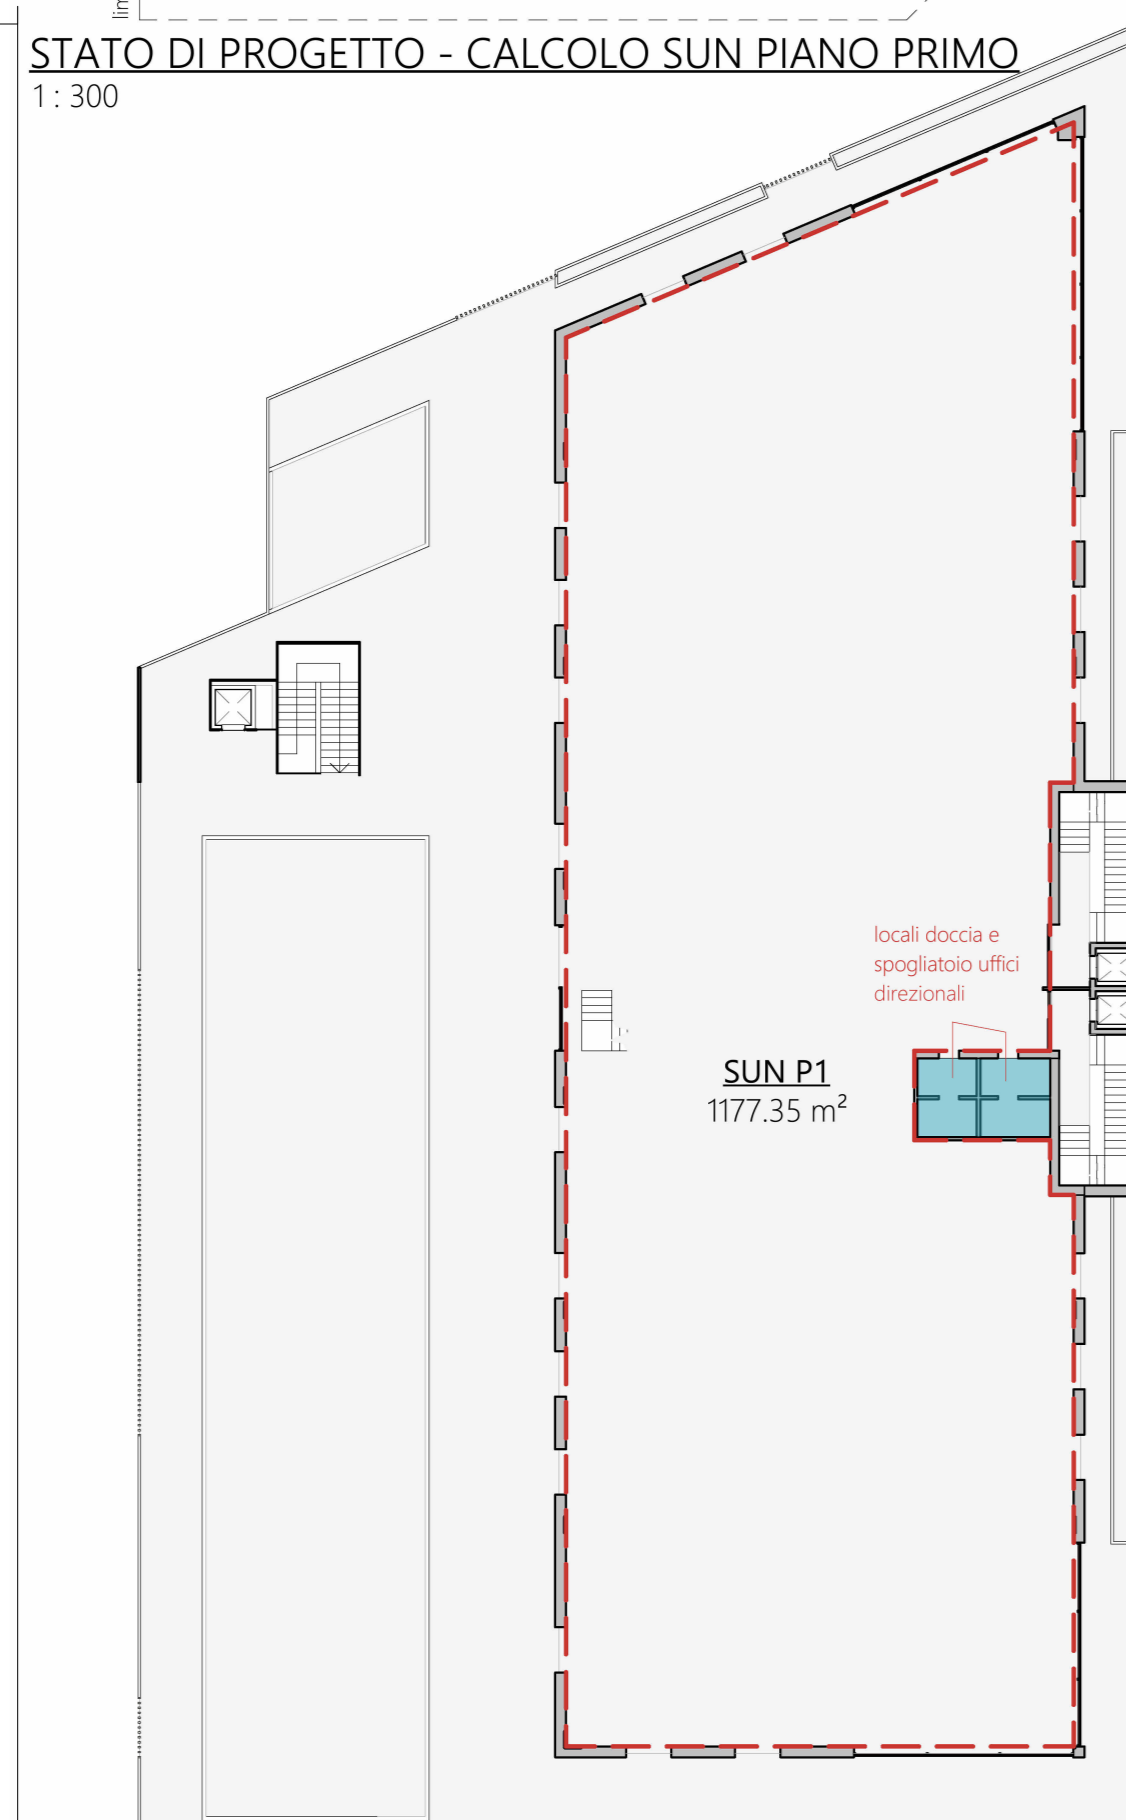 lim
STATO DI PROGETTO - CALCOLO SUN PIANO PRIMO
1 : 300
locali doccia e
spogliatoio uffici
direzionali
SUN P1
1177.35 m²